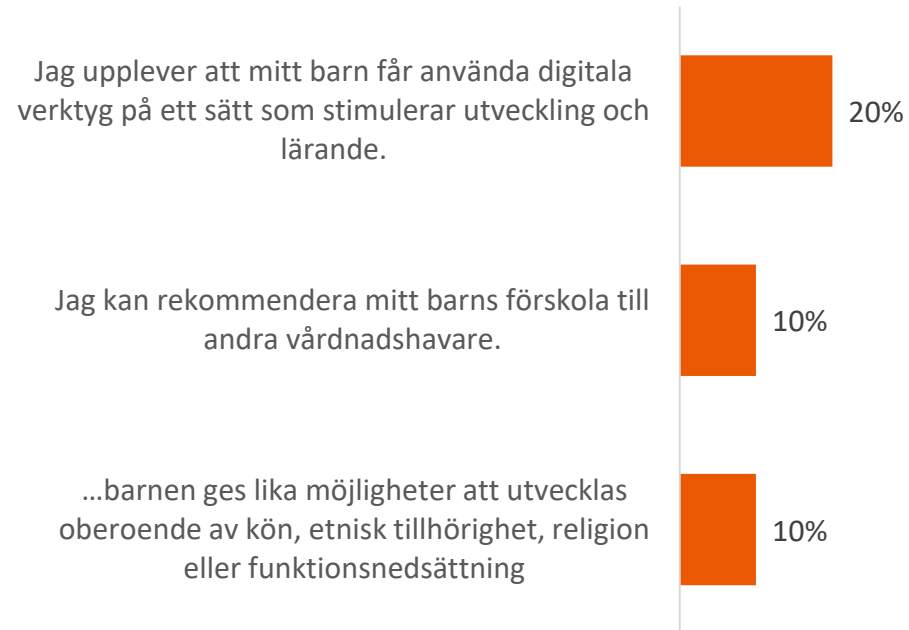 Jag upplever att mitt barn får använda digitala
verktyg på ett sätt som stimulerar utveckling och
lärande.
20%
Jag kan rekommendera mitt barns förskola till
andra vårdnadshavare.
10%
...barnen ges lika möjligheter att utvecklas
oberoende av kön, etnisk tillhörighet, religion
eller funktionsnedsättning
10%